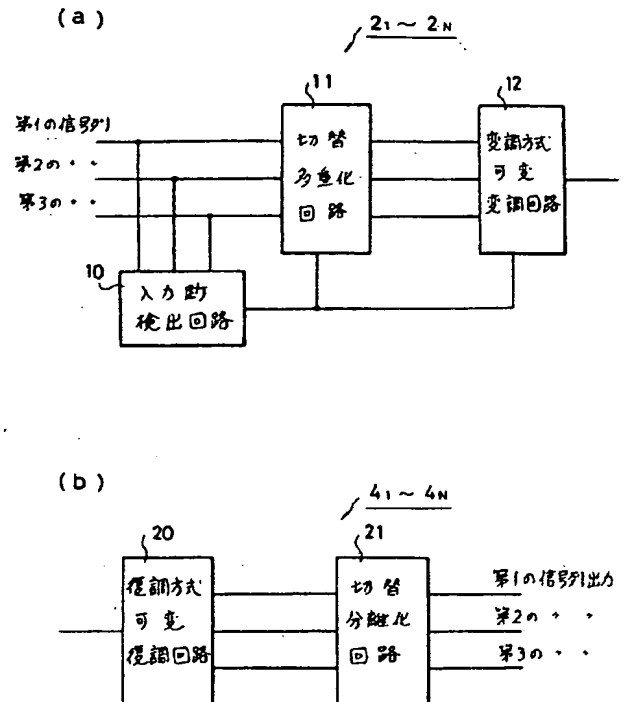 (a)
2₁～2ɴ
11
12
第1の信号列
第2の 〃 〃
第3の 〃 〃
切替
多重化
回路
変調方式
可変
変調回路
10
入力断
検出回路
(b)
4₁～4ɴ
20
21
復調方式
可変
復調回路
切替
分離化
回路
第1の信号列出力
第2の 〃 〃
第3の 〃 〃